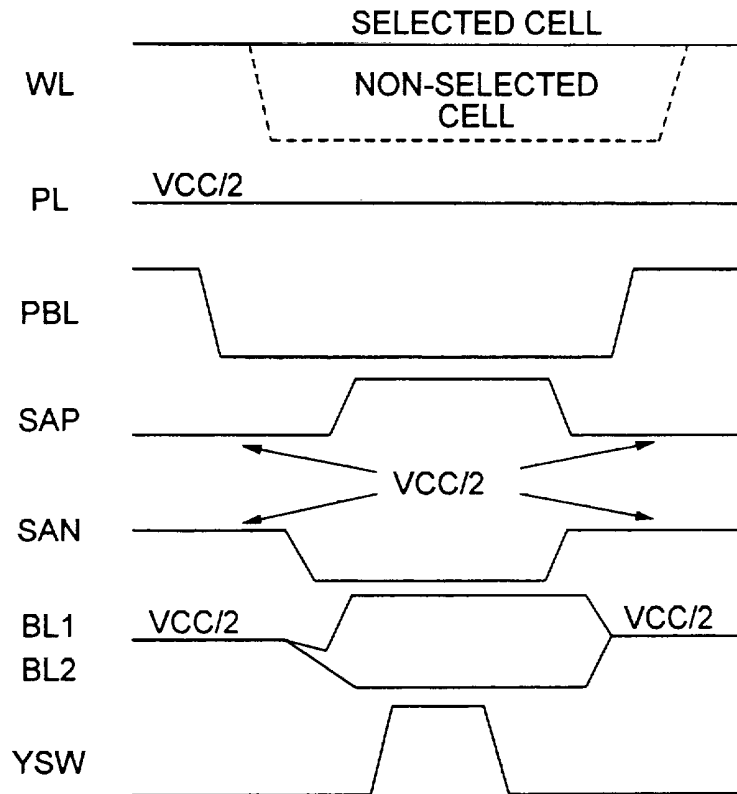 SELECTED CELL
WL
NON-SELECTED
CELL
PL
VCC/2
PBL
SAP
VCC/2
SAN
BL1
VCC/2
VCC/2
BL2
YSW